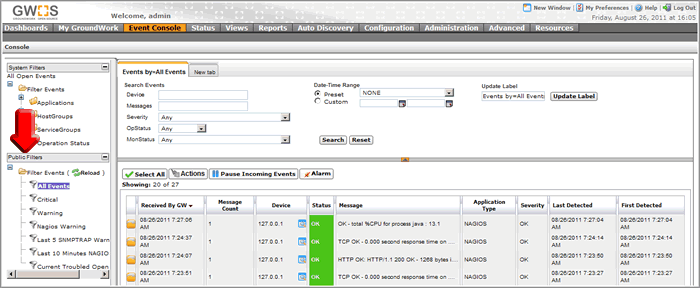 GWOS
Welcome, admin
New Window | My Preferences | Help | Log Out
Friday, August 26, 2011 at 16:05
Dashboards My GroundWork Event Console Status Views Reports Auto Discovery Configuration Administration Advanced Resources
Console
System Filters
All Open Events
Filter Events
Applications
HostGroups
ServiceGroups
Operation Status
Public Filters
Filter Events ( Reload )
All Events
Critical
Warning
Nagios Warning
Last 5 SNMPTRAP Warn
Last 10 Minutes NAGIO
Current Troubled Open
Events by=All Events
New tab
Search Events
Device
Messages
Severity Any
OpStatus Any
MonStatus Any
Date-Time Range
Preset NONE
Custom
Search Reset
Update Label
Events by=All Events
Update Label
Select All Actions Pause Incoming Events Alarm
Showing: 20 of 27
Received By GW Message Count Device Status Message Application Type Severity Last Detected First Detected
08/26/2011 7:27:06 AM 1 127.0.0.1 OK OK - total %CPU for process java : 13.1 NAGIOS OK 08/26/2011 7:27:04 AM 08/26/2011 7:27:04 AM
08/26/2011 7:24:37 AM 1 127.0.0.1 OK TCP OK - 0.000 second response time on ... NAGIOS OK 08/26/2011 7:24:14 AM 08/26/2011 7:24:14 AM
08/26/2011 7:24:07 AM 1 127.0.0.1 OK HTTP OK: HTTP/1.1 200 OK - 1268 bytes i... NAGIOS OK 08/26/2011 7:23:50 AM 08/26/2011 7:23:50 AM
08/26/2011 7:23:51 AM 1 127.0.0.1 OK TCP OK - 0.000 second response time on ... NAGIOS OK 08/26/2011 7:23:27 AM 08/26/2011 7:23:27 AM